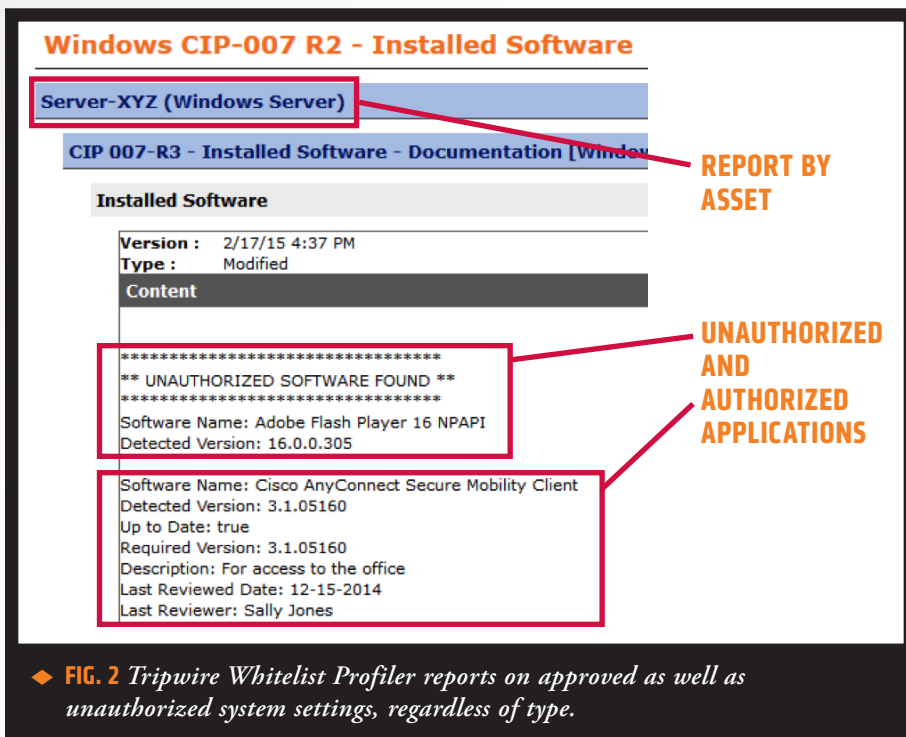 Windows CIP-007 R2 - Installed Software
Server-XYZ (Windows Server)
CIP 007-R3 - Installed Software - Documentation [Window
REPORT BY
ASSET
Installed Software
Version : 2/17/15 4:37 PM
Type : Modified
Content
*********************************
** UNAUTHORIZED SOFTWARE FOUND **
*********************************
Software Name: Adobe Flash Player 16 NPAPI
Detected Version: 16.0.0.305
UNAUTHORIZED
AND
AUTHORIZED
APPLICATIONS
Software Name: Cisco AnyConnect Secure Mobility Client
Detected Version: 3.1.05160
Up to Date: true
Required Version: 3.1.05160
Description: For access to the office
Last Reviewed Date: 12-15-2014
Last Reviewer: Sally Jones
◆ FIG. 2 Tripwire Whitelist Profiler reports on approved as well as
unauthorized system settings, regardless of type.